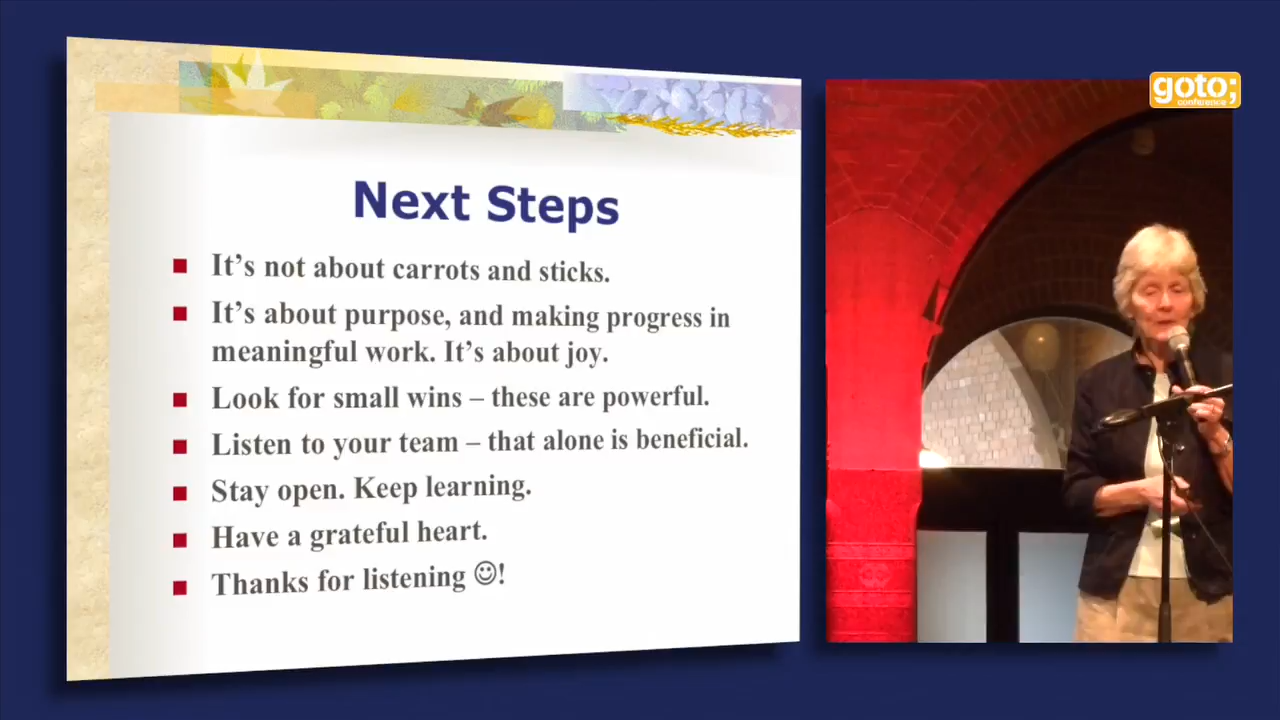 goto;
conference
Next Steps
It’s not about carrots and sticks.
It’s about purpose, and making progress in
meaningful work. It’s about joy.
Look for small wins – these are powerful.
Listen to your team – that alone is beneficial.
Stay open. Keep learning.
Have a grateful heart.
Thanks for listening ☺!